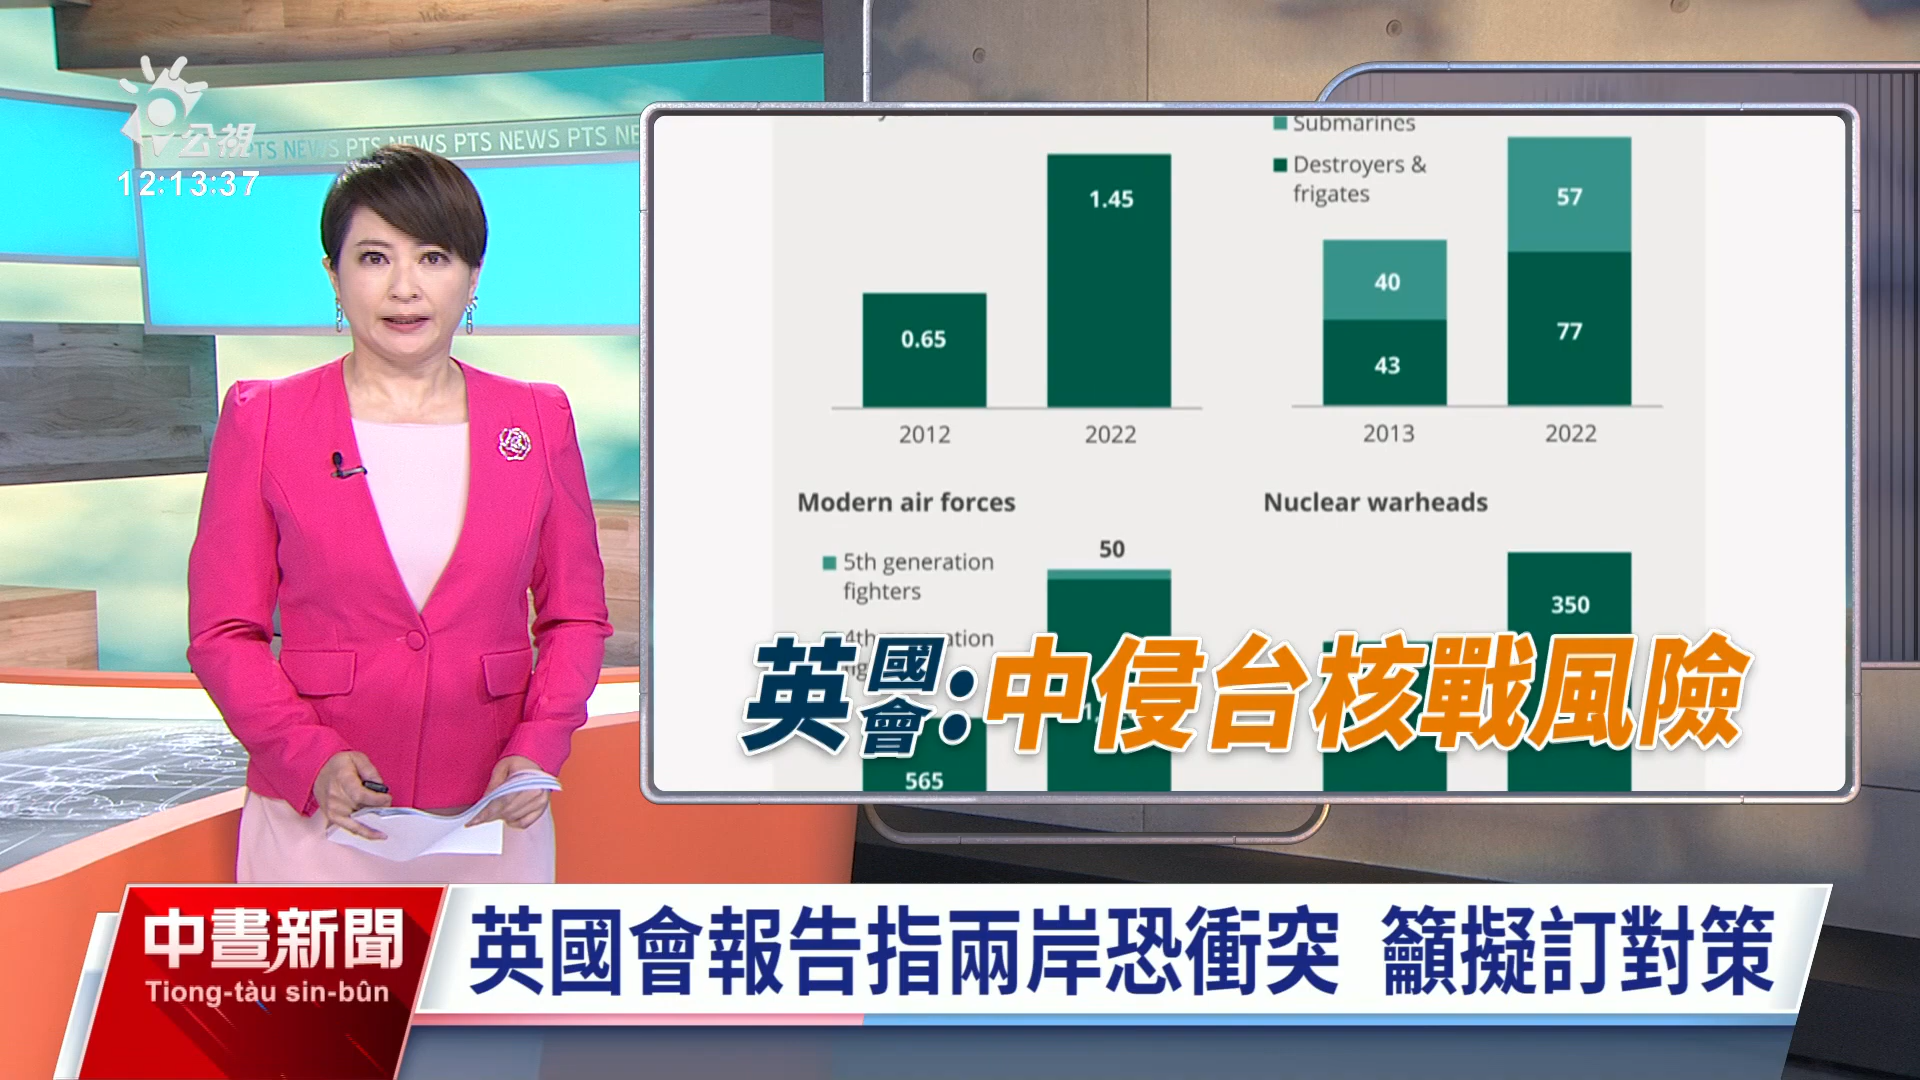 公視
PTS NEWS PTS NEWS PTS NEWS PTS NE
12:13:37
Submarines
Destroyers &
frigates
0.65
1.45
2012
2022
40
43
57
77
2013
2022
Modern air forces
5th generation
fighters
50
565
Nuclear warheads
350
英國會:中侵台核戰風險
中晝新聞
Tiong-tàu sin-bûn
英國會報告指兩岸恐衝突 籲擬訂對策